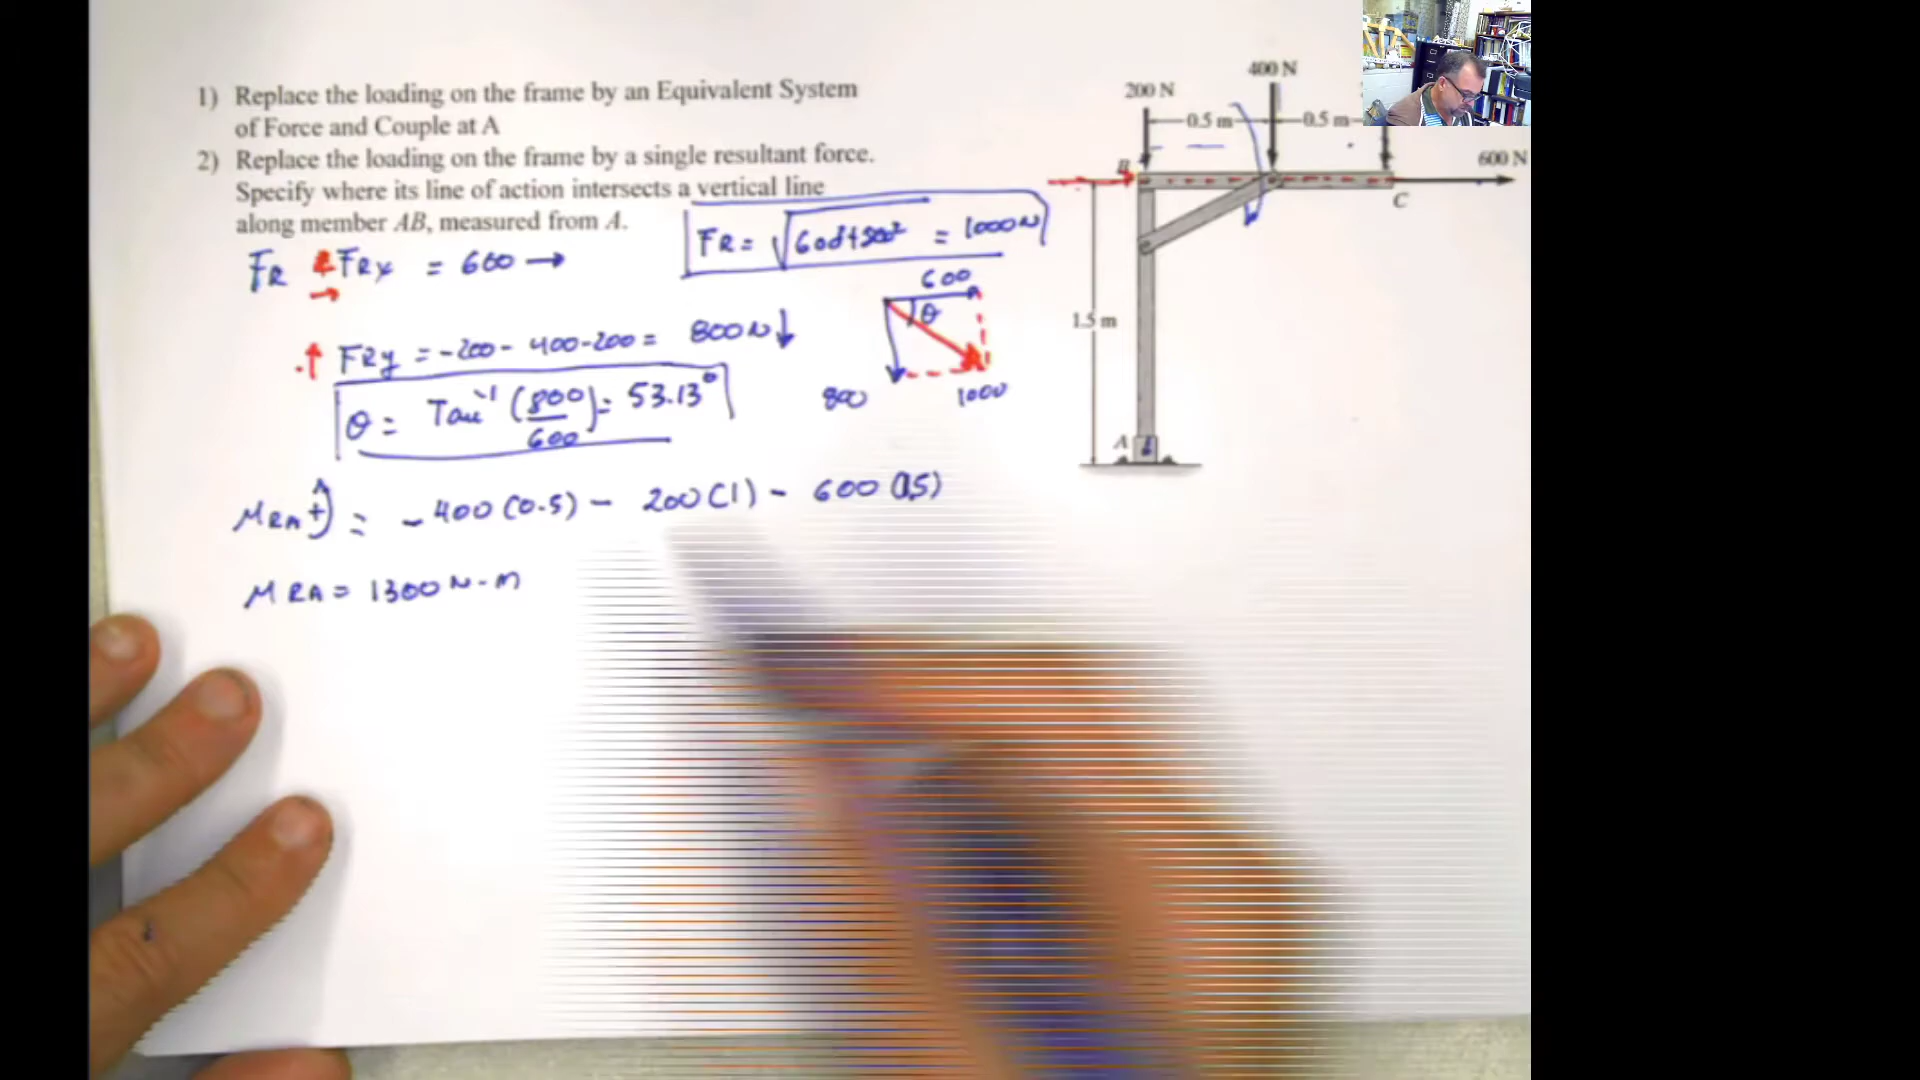 1) Replace the loading on the frame by an Equivalent System
of Force and Couple at A
2) Replace the loading on the frame by a single resultant force.
Specify where its line of action intersects a vertical line
along member AB, measured from A.
FR FRx = 600 →
FR = √600²+800² = 1000N
↑ FRy = -200 - 400 - 200 = 800N ↓
θ = Tan⁻¹ (800/600) = 53.13°
600
θ
800
1000
MRA + = - 400 (0.5) - 200 (1) - 600 (1.5)
MRA = 1300 N-m
400 N
200 N
0.5 m
0.5 m
600 N
B
C
1.5 m
A